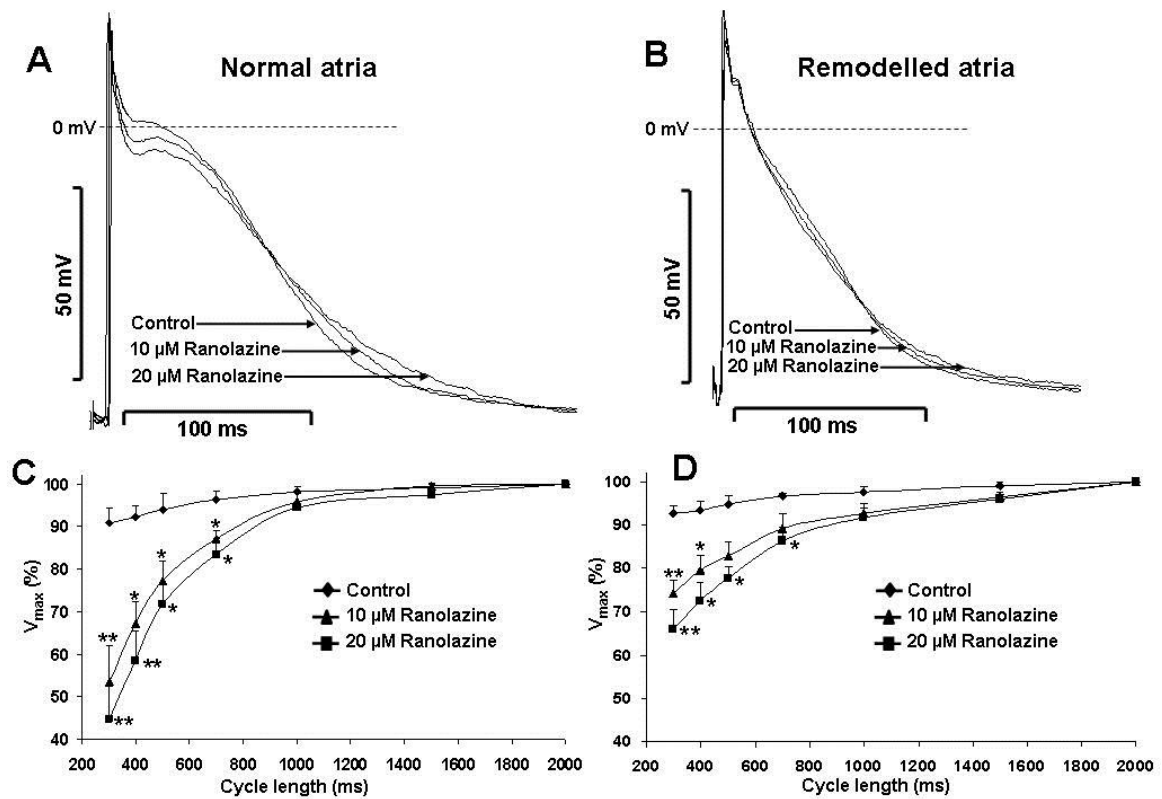 A
Normal atria
0 mV
50 mV
Control
10 µM Ranolazine
20 µM Ranolazine
100 ms
B
Remodelled atria
0 mV
50 mV
Control
10 µM Ranolazine
20 µM Ranolazine
100 ms
C
Vmax (%)
100
90
80
70
60
50
40
** * * *
** ** * *
Control
10 µM Ranolazine
20 µM Ranolazine
200 400 600 800 1000 1200 1400 1600 1800 2000
Cycle length (ms)
D
Vmax (%)
100
90
80
70
60
50
40
** *
** * * *
Control
10 µM Ranolazine
20 µM Ranolazine
200 400 600 800 1000 1200 1400 1600 1800 2000
Cycle length (ms)